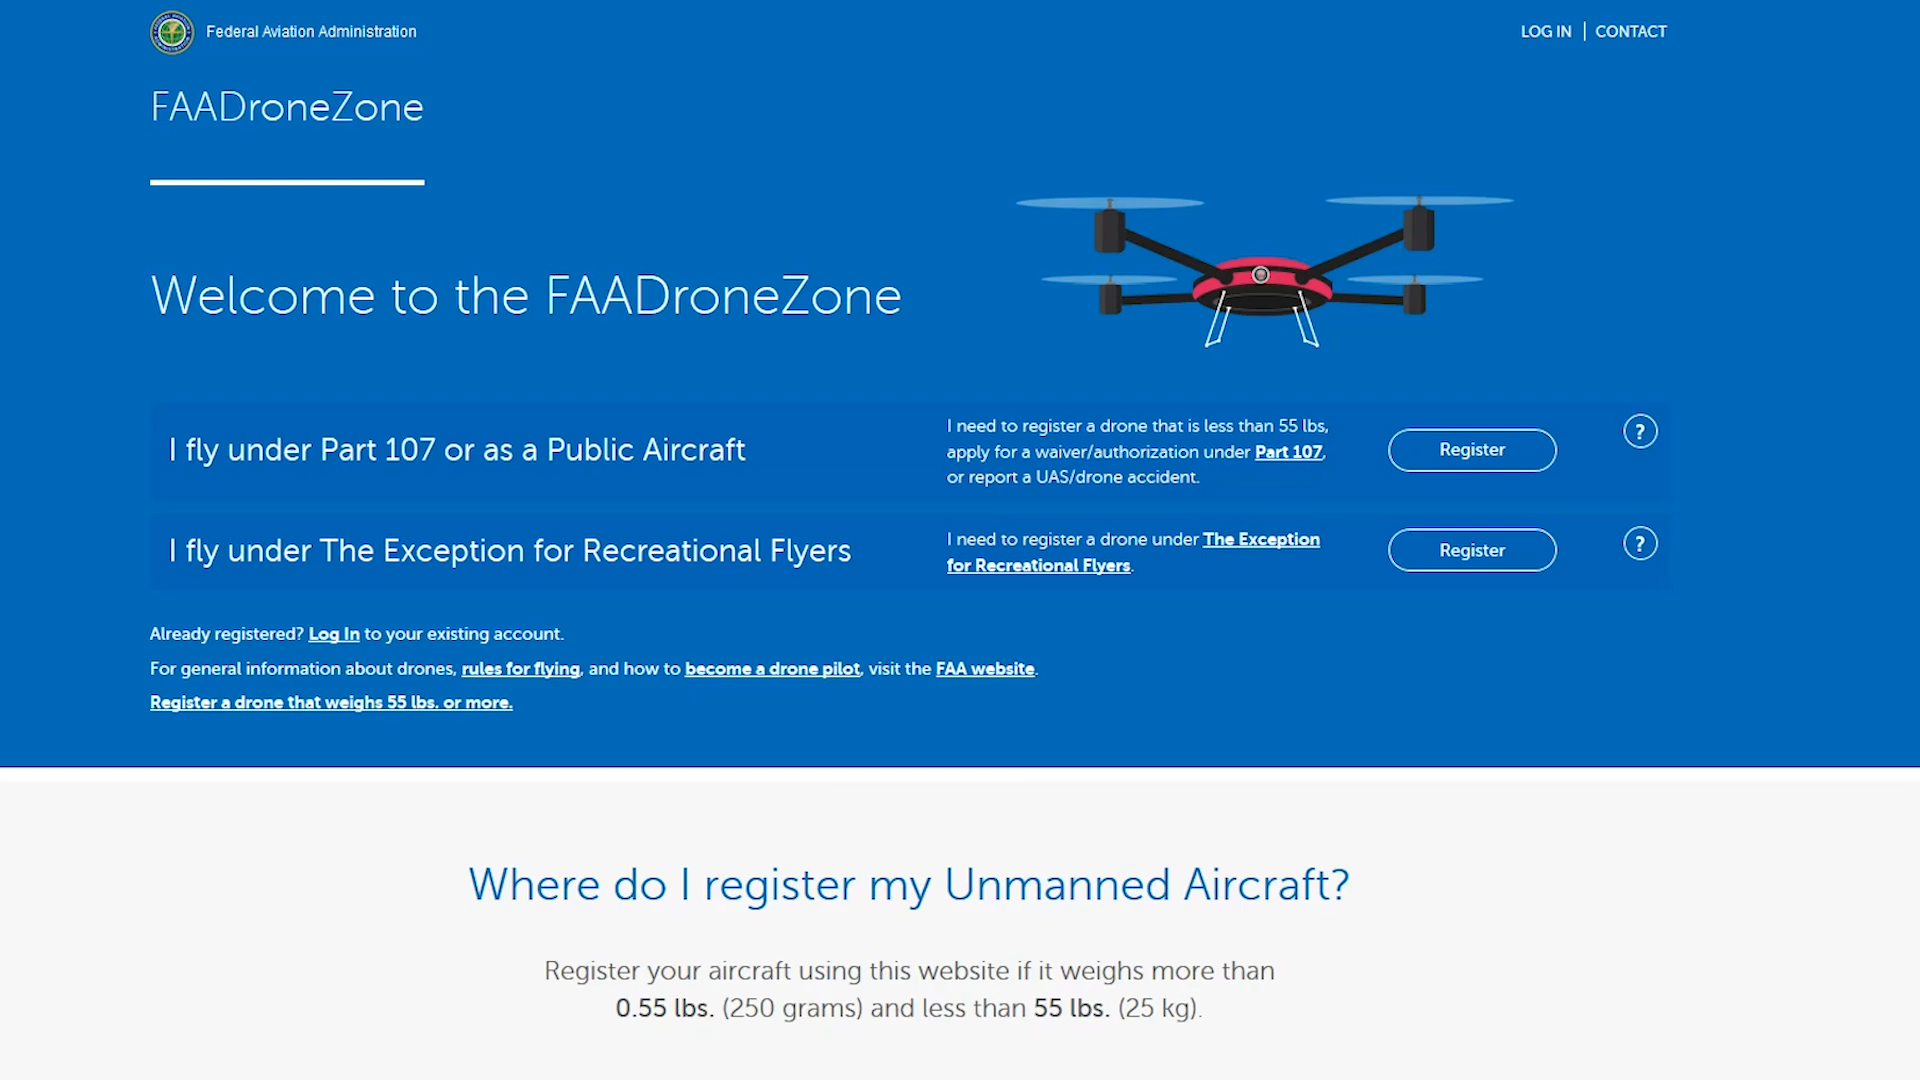 Federal Aviation Administration
LOG IN | CONTACT
FAADroneZone
Welcome to the FAADroneZone
I fly under Part 107 or as a Public Aircraft
I need to register a drone that is less than 55 lbs,
apply for a waiver/authorization under Part 107,
or report a UAS/drone accident.
Register
?
I fly under The Exception for Recreational Flyers
I need to register a drone under The Exception
for Recreational Flyers.
Register
?
Already registered? Log In to your existing account.
For general information about drones, rules for flying, and how to become a drone pilot, visit the FAA website.
Register a drone that weighs 55 lbs. or more.
Where do I register my Unmanned Aircraft?
Register your aircraft using this website if it weighs more than
0.55 lbs. (250 grams) and less than 55 lbs. (25 kg).